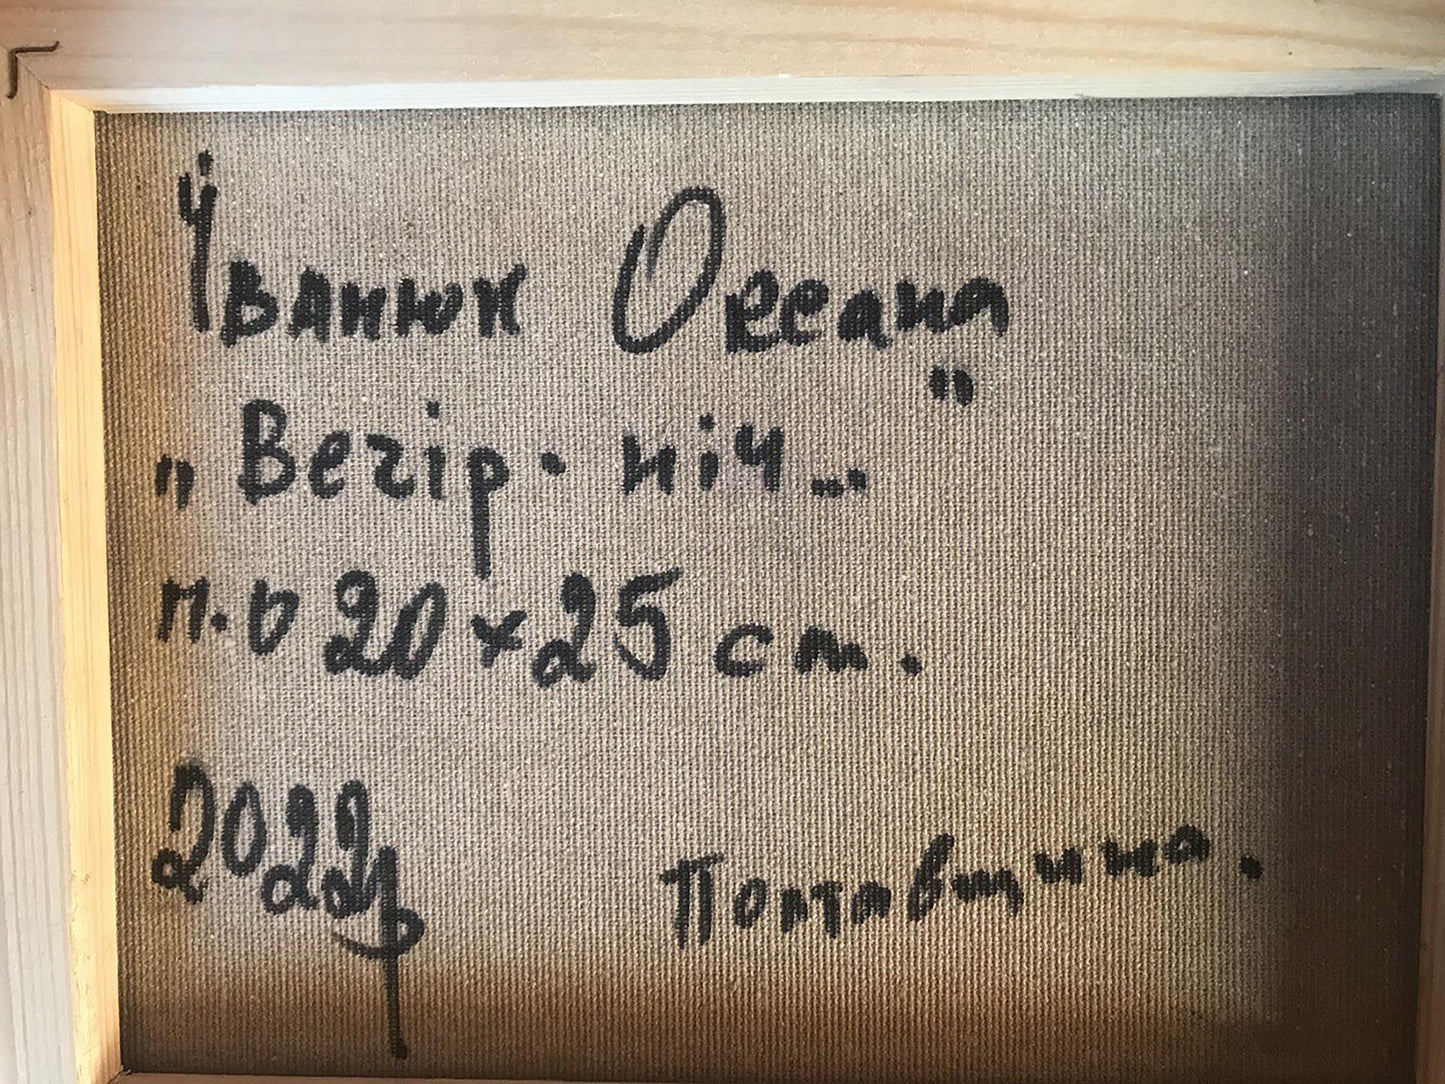 Іванюк Оксана
„Вечір - ніч..."
п.о 20 x 25 см.
2022р
Полтавщина.